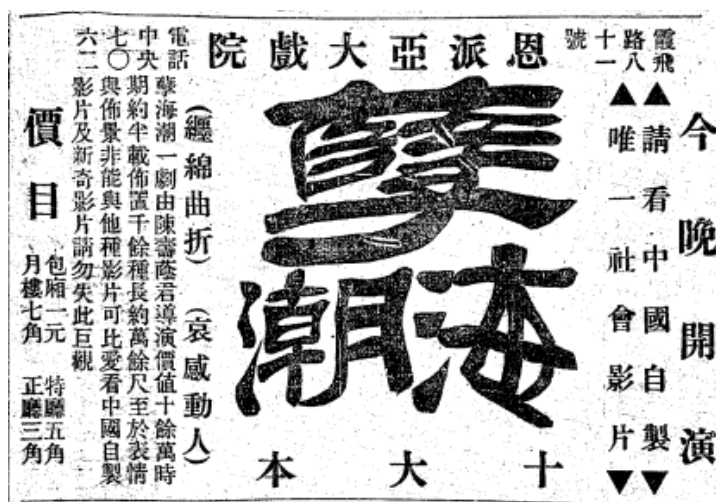 霞飛
路八
十一
號
恩派亞大戲院
電話
中央
七〇
六二
今晚開演
▲請看中國自製▼
▲唯一社會影片▼
孽海潮
十大本
(纏綿曲折) (哀感動人)
孽海潮一劇由陳壽蔭君導演價值十餘萬時
期約半載佈置千餘種長約萬餘尺至於表情
與佈景非能與他種影片可比愛看中國自製
影片及新奇影片請勿失此巨觀
價目
包廂一元 特廳五角
月樓七角 正廳三角